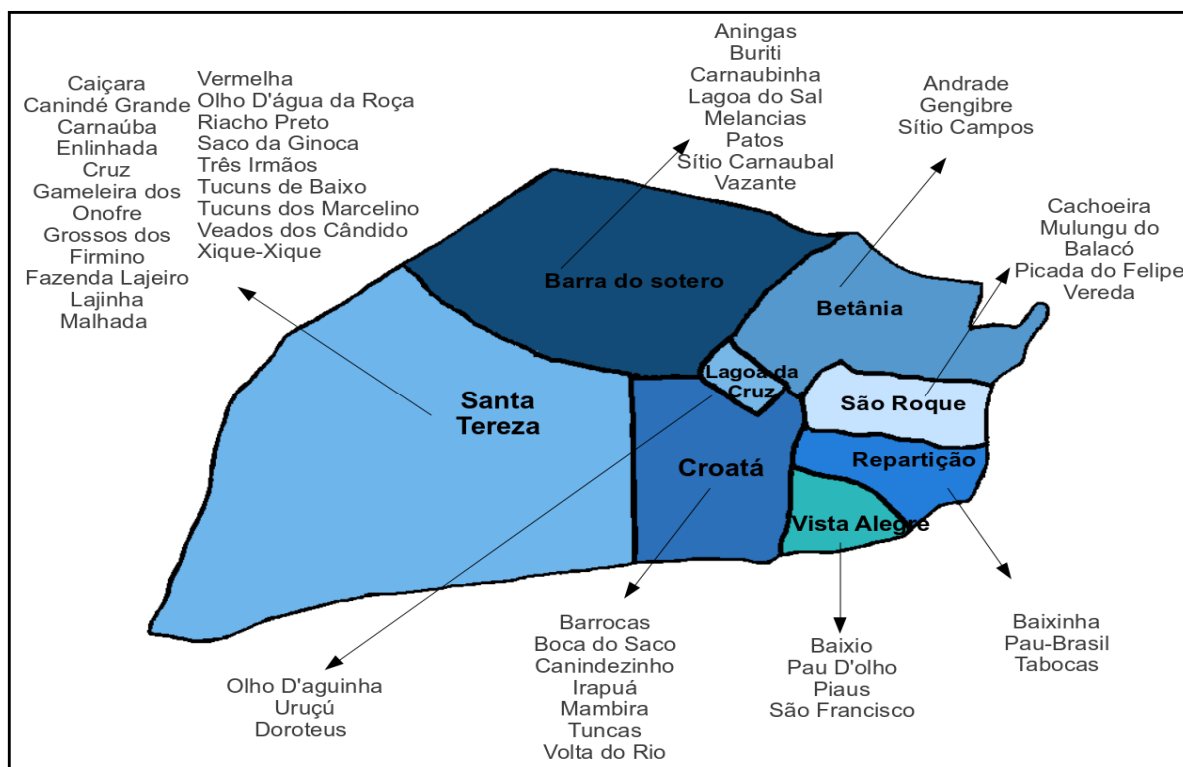 Caiçara
Canindé Grande
Carnaúba
Enlinhada
Cruz
Gameleira dos
Onofre
Grossos dos
Firmino
Fazenda Lajeiro
Lajinha
Malhada
Vermelha
Olho D'água da Roça
Riacho Preto
Saco da Ginoca
Três Irmãos
Tucuns de Baixo
Tucuns dos Marcelino
Veados dos Cândido
Xique-Xique
Aningas
Buriti
Carnaubinha
Lagoa do Sal
Melancias
Patos
Sítio Carnaubal
Vazante
Andrade
Gengibre
Sítio Campos
Cachoeira
Mulungu do
Balacó
Picada do Felipe
Vereda
Barra do sotero
Betânia
Lagoa da
Cruz
São Roque
Santa
Tereza
Croatá
Repartição
Vista Alegre
Olho D'aguinha
Uruçú
Doroteus
Barrocas
Boca do Saco
Canindezinho
Irapuá
Mambira
Tuncas
Volta do Rio
Baixio
Pau D'olho
Piaus
São Francisco
Baixinha
Pau-Brasil
Tabocas